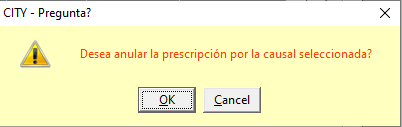 CITY - Pregunta?
Desea anular la prescripción por la causal seleccionada?
OK
Cancel